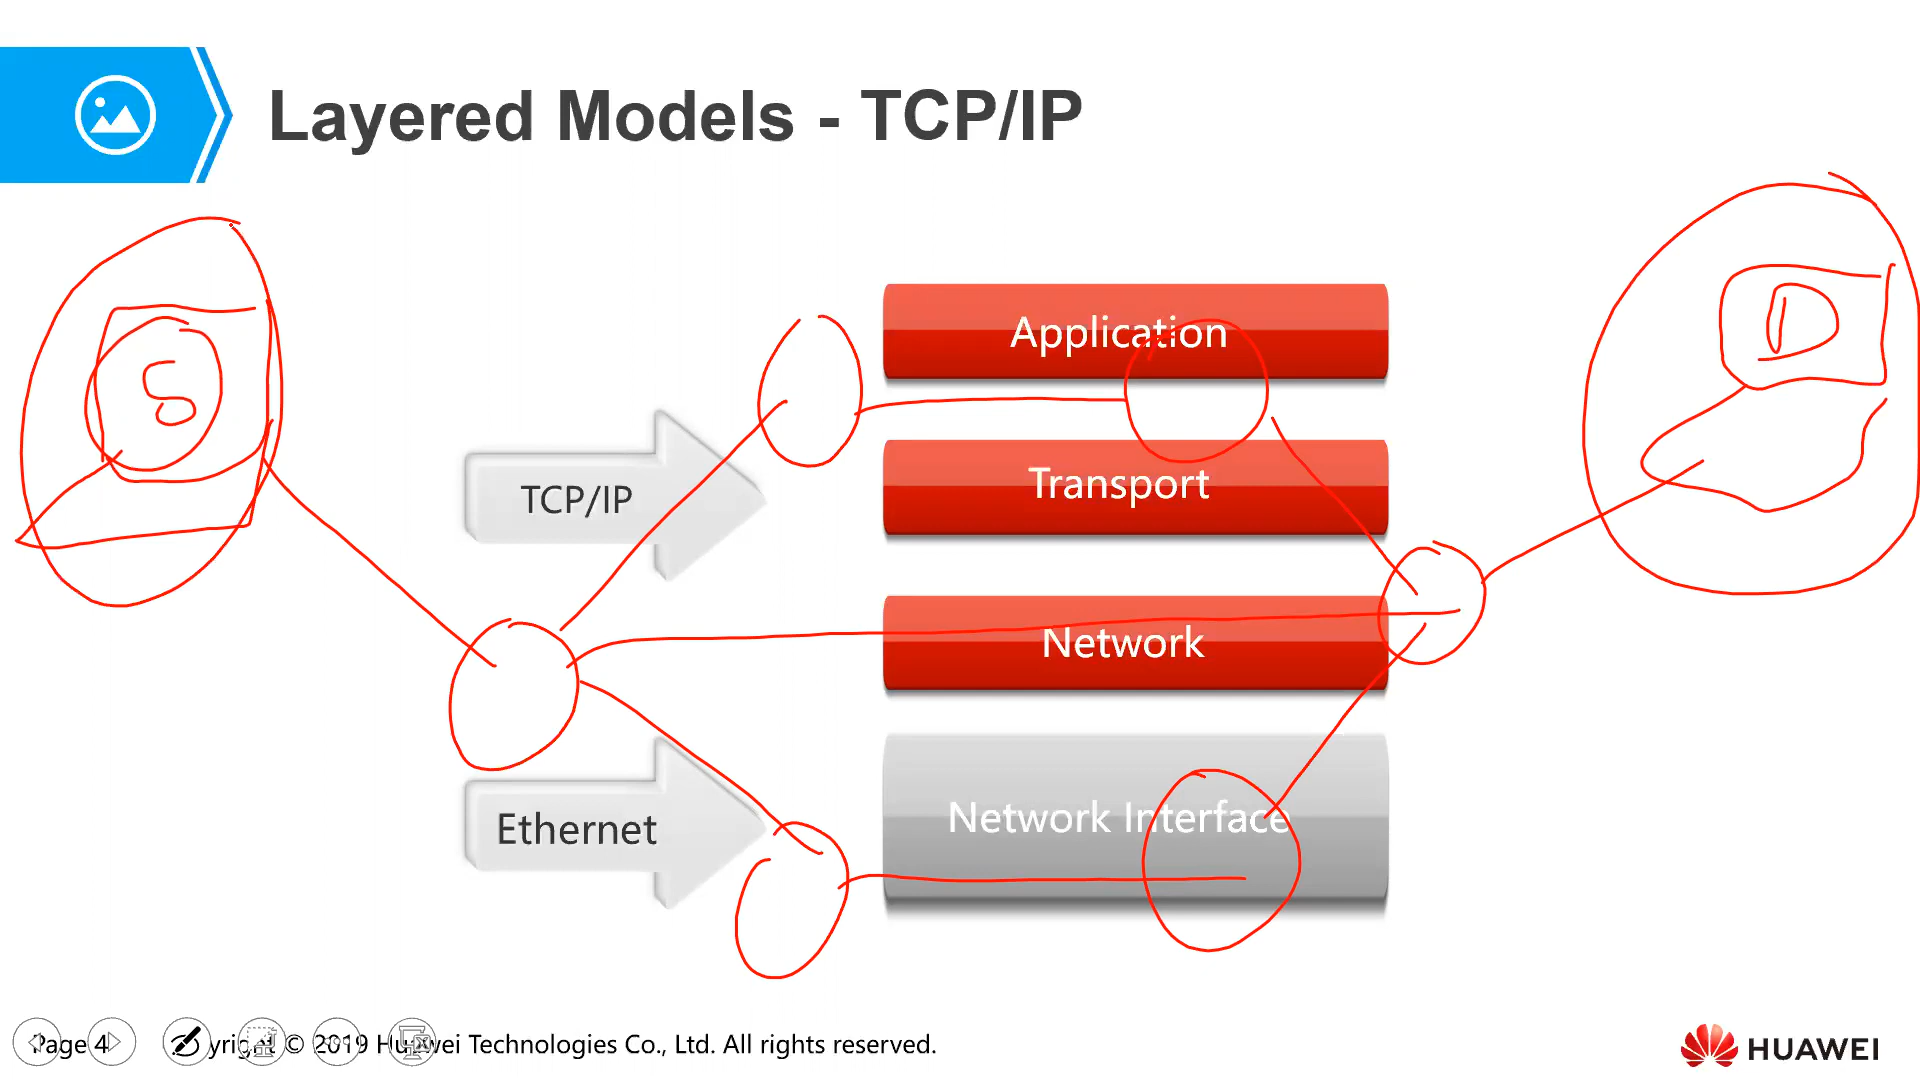 Layered Models - TCP/IP
S
D
Application
TCP/IP
Transport
Network
Ethernet
Network Interface
Page 4
© 2019 Huawei Technologies Co., Ltd. All rights reserved.
HUAWEI